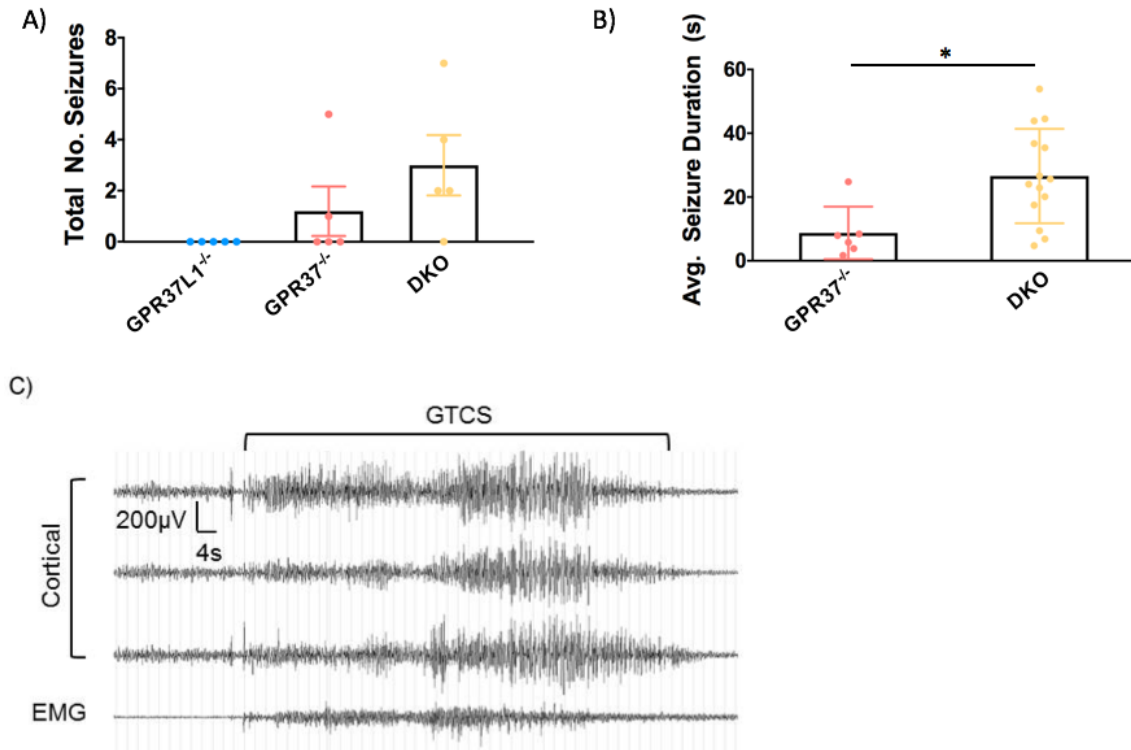 A)
Total No. Seizures
8
6
4
2
0
GPR37L1-/-
GPR37-/-
DKO
B)
Avg. Seizure Duration (s)
60
40
20
0
*
GPR37-/-
DKO
C)
GTCS
Cortical
200µV
4s
EMG